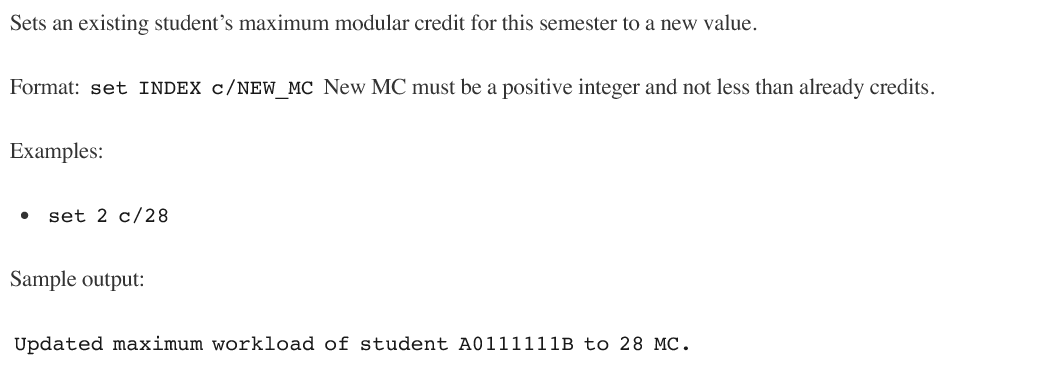 Sets an existing student’s maximum modular credit for this semester to a new value.
Format: set INDEX c/NEW_MC New MC must be a positive integer and not less than already credits.
Examples:
• set 2 c/28
Sample output:
Updated maximum workload of student A0111111B to 28 MC.